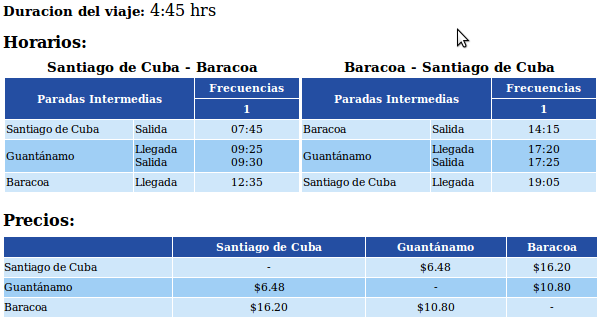 Duracion del viaje: 4:45 hrs
Horarios:
Santiago de Cuba - Baracoa
Paradas Intermedias Frecuencias
1
Santiago de Cuba Salida 07:45
Guantánamo Llegada 09:25
Salida 09:30
Baracoa Llegada 12:35
Baracoa - Santiago de Cuba
Paradas Intermedias Frecuencias
1
Baracoa Salida 14:15
Guantánamo Llegada 17:20
Salida 17:25
Santiago de Cuba Llegada 19:05
Precios:
Santiago de Cuba Guantánamo Baracoa
Santiago de Cuba - $6.48 $16.20
Guantánamo $6.48 - $10.80
Baracoa $16.20 $10.80 -